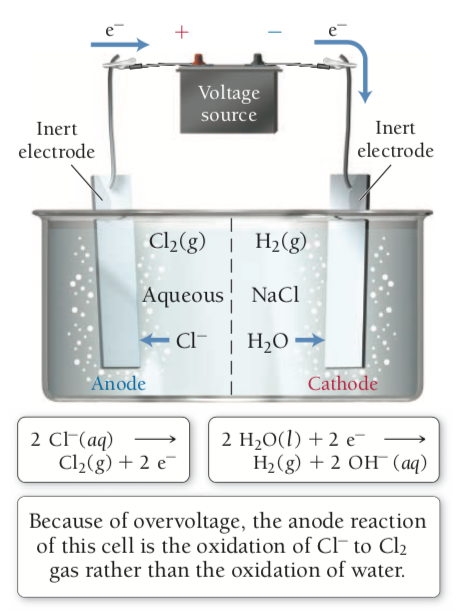 e⁻ + − e⁻
Voltage
source
Inert
electrode
Inert
electrode
Cl₂(g) H₂(g)
Aqueous NaCl
Cl⁻ H₂O
Anode Cathode
2 Cl⁻(aq) ⟶
Cl₂(g) + 2 e⁻
2 H₂O(l) + 2 e⁻ ⟶
H₂(g) + 2 OH⁻ (aq)
Because of overvoltage, the anode reaction
of this cell is the oxidation of Cl⁻ to Cl₂
gas rather than the oxidation of water.